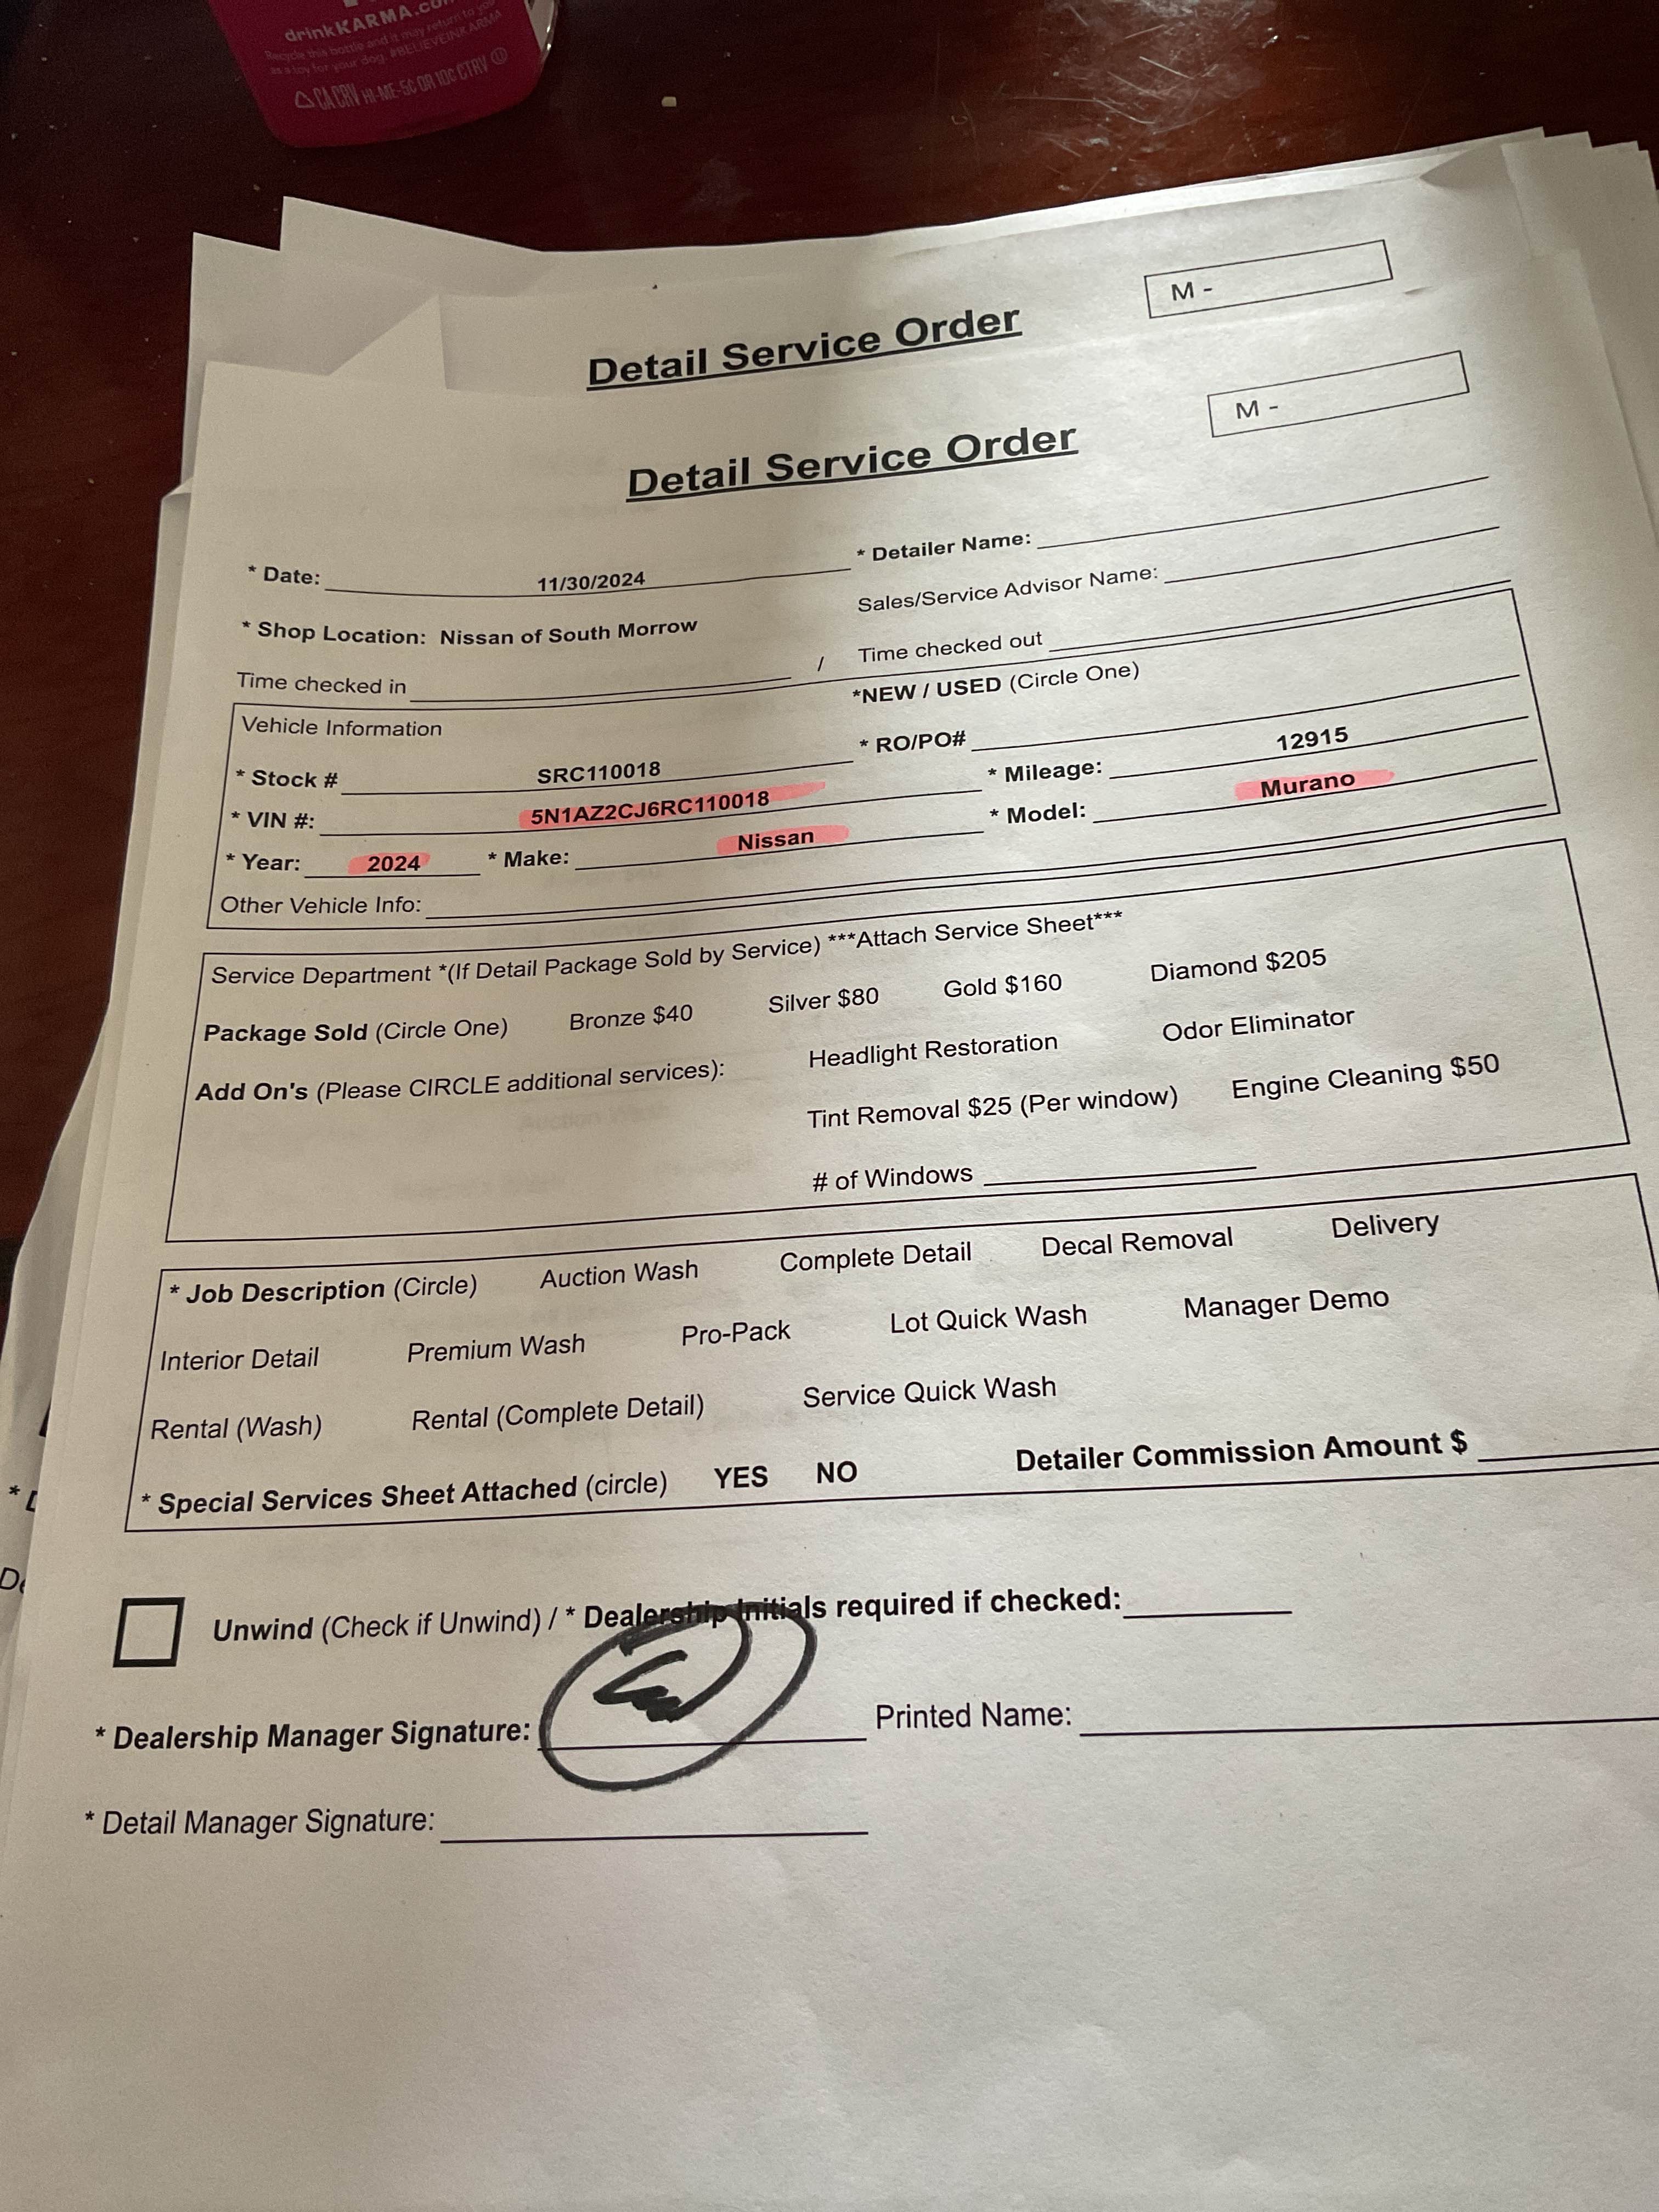 drinkKARMA.co
Recycle this bottle and it may return to you
as a toy for your dog. #BELIEVEINKARMA
CA CRV HI-ME-5¢ OR 10¢ CTRV
M -
Detail Service Order
M -
Detail Service Order
* Date: 11/30/2024 * Detailer Name:
* Shop Location: Nissan of South Morrow Sales/Service Advisor Name:
Time checked in / Time checked out
Vehicle Information *NEW / USED (Circle One)
* Stock # SRC110018 * RO/PO#
* VIN #: 5N1AZ2CJ6RC110018 * Mileage: 12915
* Year: 2024 * Make: Nissan * Model: Murano
Other Vehicle Info:
Service Department *(If Detail Package Sold by Service) ***Attach Service Sheet***
Package Sold (Circle One) Bronze $40 Silver $80 Gold $160 Diamond $205
Add On's (Please CIRCLE additional services): Headlight Restoration Odor Eliminator
Tint Removal $25 (Per window) Engine Cleaning $50
# of Windows
* Job Description (Circle) Auction Wash Complete Detail Decal Removal Delivery
Interior Detail Premium Wash Pro-Pack Lot Quick Wash Manager Demo
Rental (Wash) Rental (Complete Detail) Service Quick Wash
* Special Services Sheet Attached (circle) YES NO Detailer Commission Amount $
Unwind (Check if Unwind) / * Dealership Initials required if checked:
* Dealership Manager Signature: Printed Name:
* Detail Manager Signature: